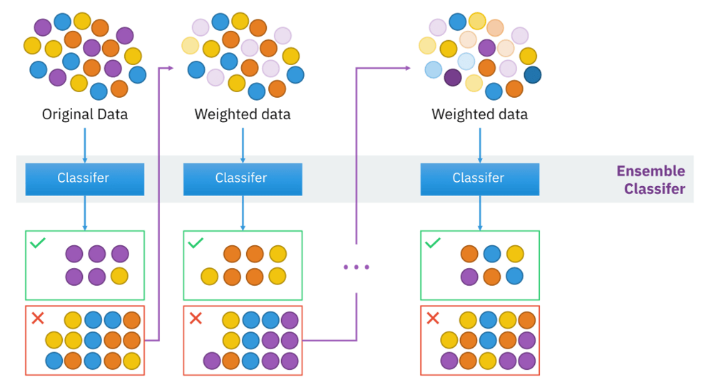 Original Data
Weighted data
Weighted data
Classifer
Classifer
Classifer
Ensemble
Classifer